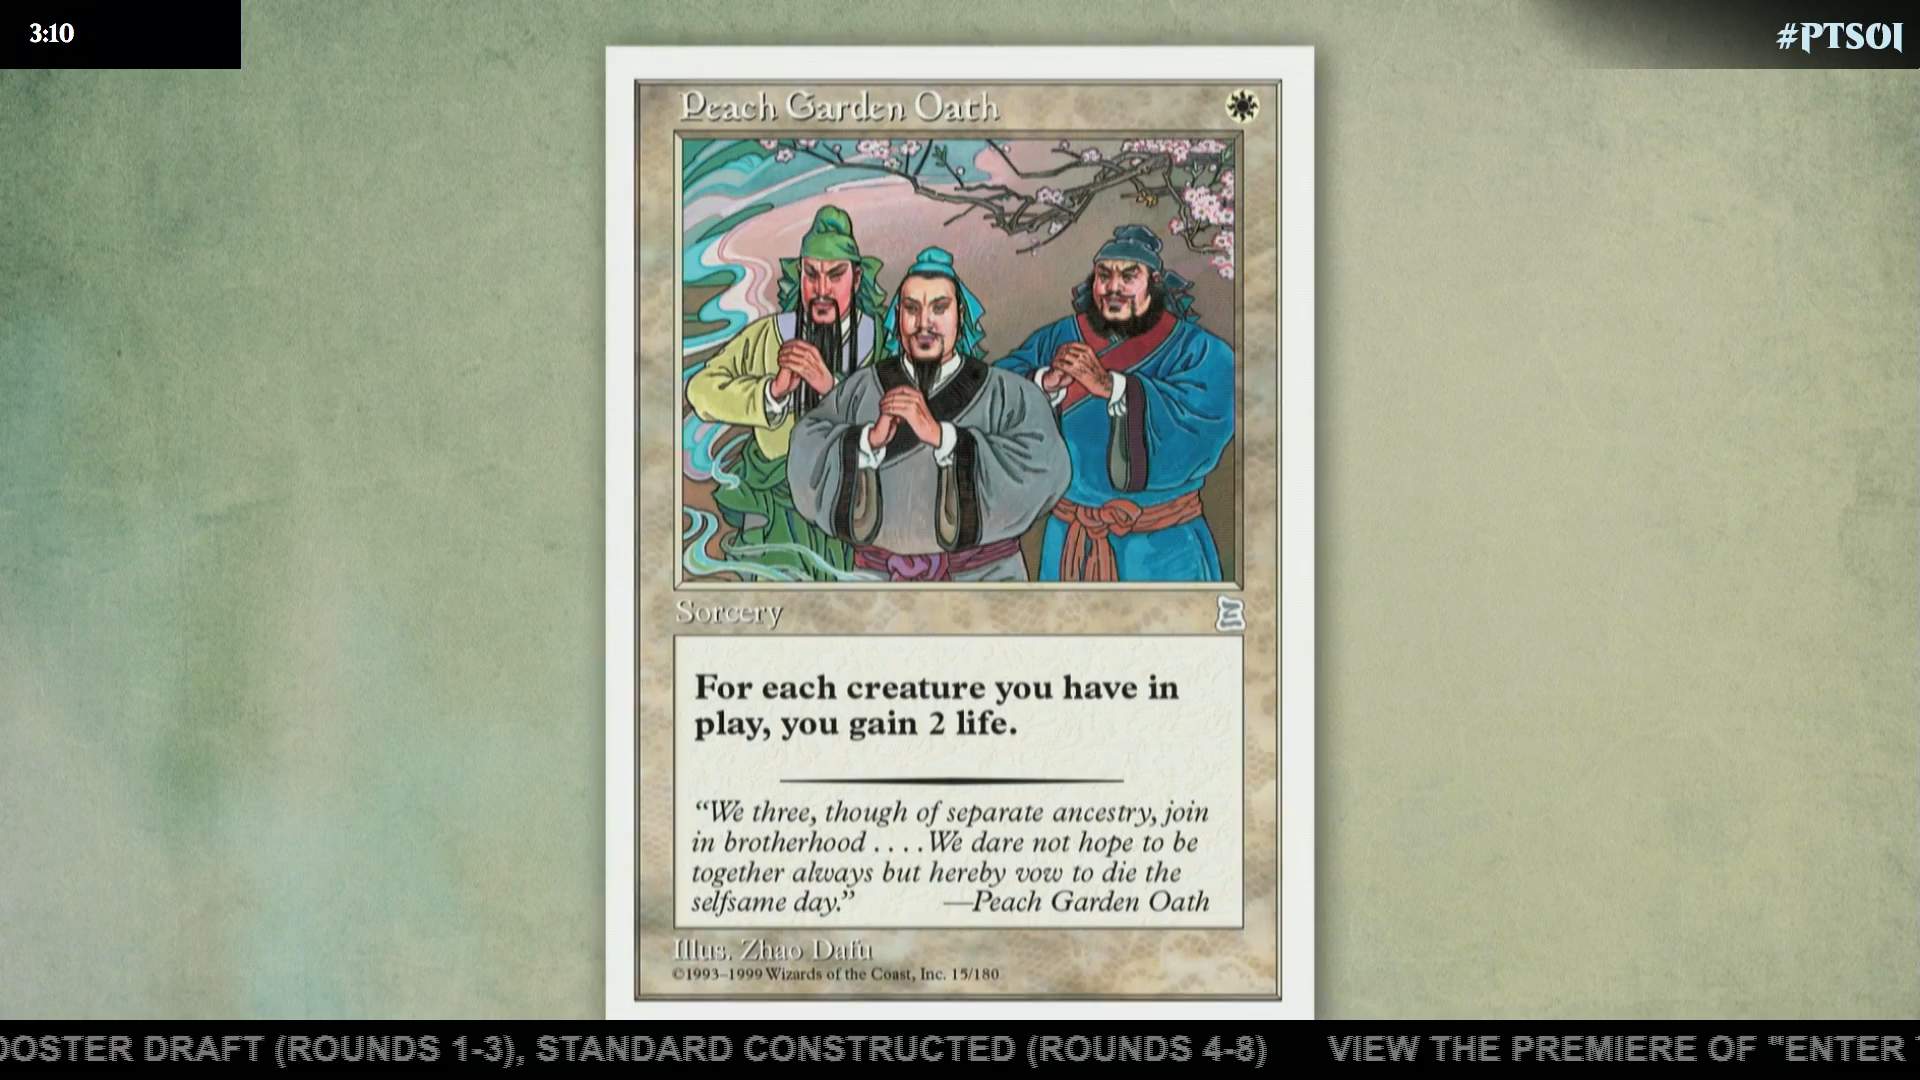 3:10
#PTSOI
Peach Garden Oath
Sorcery
For each creature you have in
play, you gain 2 life.
“We three, though of separate ancestry, join
in brotherhood . . . . We dare not hope to be
together always but hereby vow to die the
selfsame day.” —Peach Garden Oath
Illus. Zhao Dafu
©1993–1999 Wizards of the Coast, Inc. 15/180
OOSTER DRAFT (ROUNDS 1-3), STANDARD CONSTRUCTED (ROUNDS 4-8) VIEW THE PREMIERE OF "ENTER